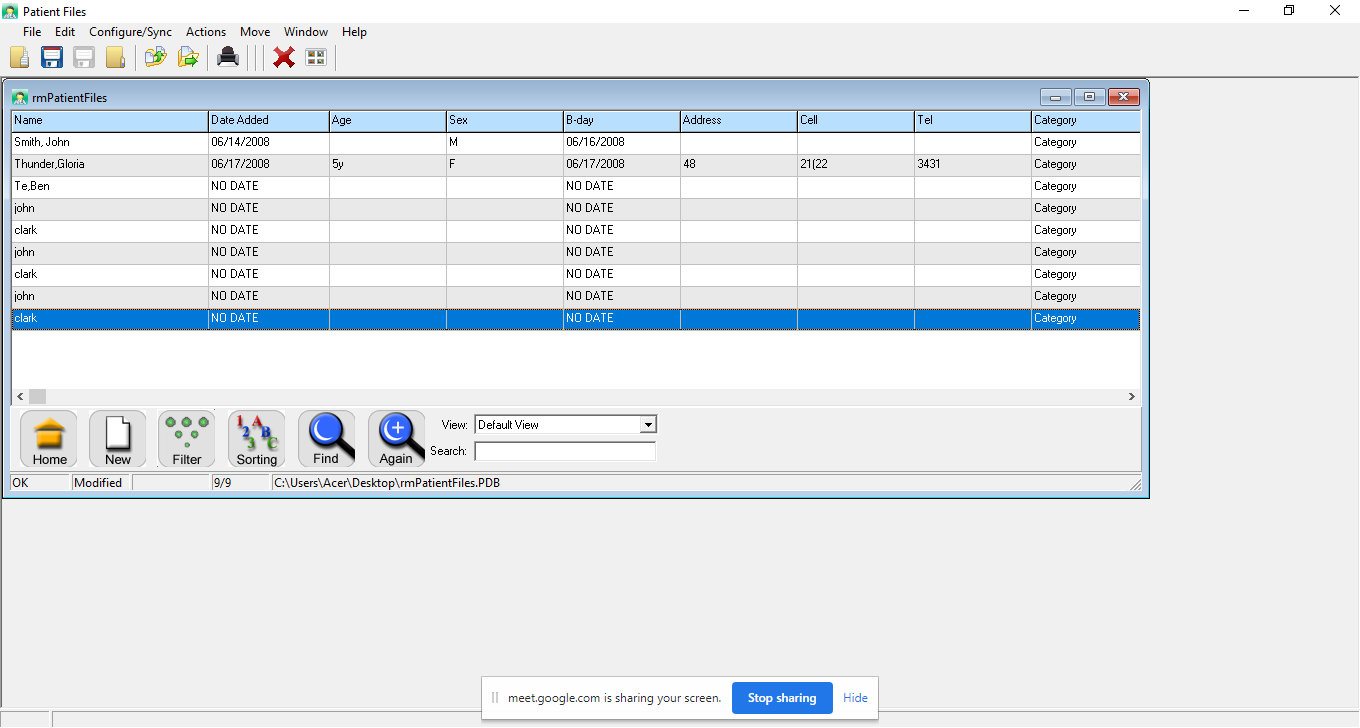 Patient Files
File Edit Configure/Sync Actions Move Window Help
rmPatientFiles
Name Date Added Age Sex B-day Address Cell Tel Category
Smith, John 06/14/2008 M 06/16/2008 Category
Thunder,Gloria 06/17/2008 5y F 06/17/2008 48 21(22 3431 Category
Te,Ben NO DATE NO DATE Category
john NO DATE NO DATE Category
clark NO DATE NO DATE Category
john NO DATE NO DATE Category
clark NO DATE NO DATE Category
john NO DATE NO DATE Category
clark NO DATE NO DATE Category
Home New Filter Sorting Find Again
View: Default View
Search:
OK Modified 9/9 C:\Users\Acer\Desktop\rmPatientFiles.PDB
meet.google.com is sharing your screen. Stop sharing Hide